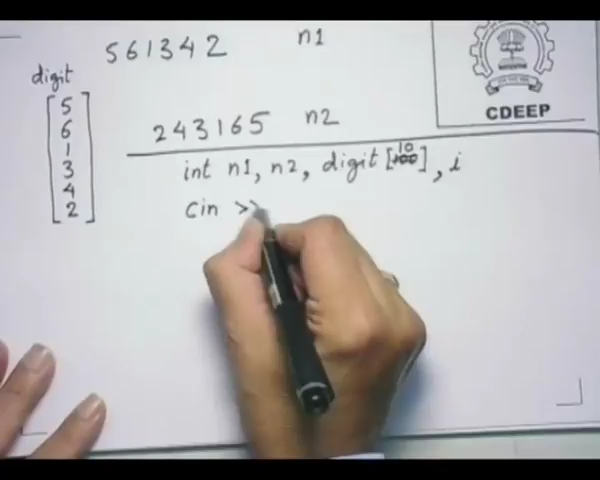 561342 n1
digit
5
6
1
3
4
2
243165 n2
int n1, n2, digit [10], i
cin >>
CDEEP